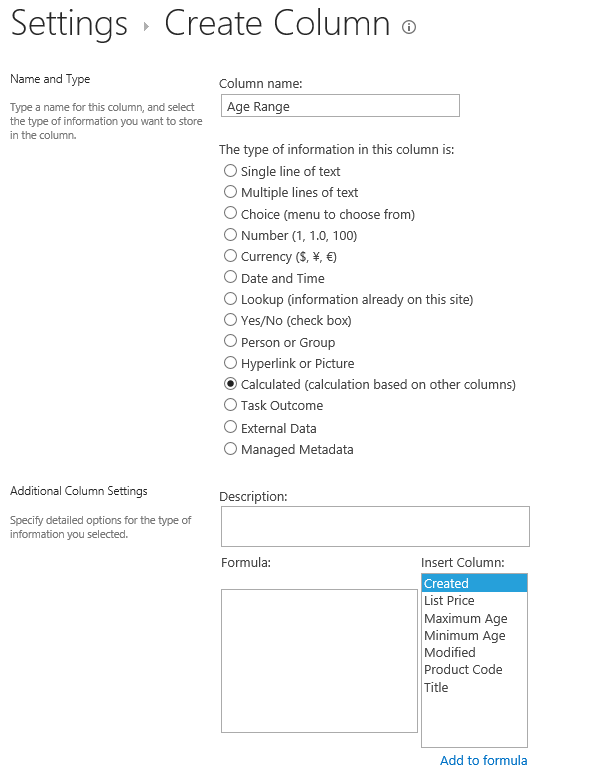 Settings ▸ Create Column
Name and Type
Type a name for this column, and select
the type of information you want to store
in the column.
Column name:
Age Range
The type of information in this column is:
Single line of text
Multiple lines of text
Choice (menu to choose from)
Number (1, 1.0, 100)
Currency ($, ¥, €)
Date and Time
Lookup (information already on this site)
Yes/No (check box)
Person or Group
Hyperlink or Picture
Calculated (calculation based on other columns)
Task Outcome
External Data
Managed Metadata
Additional Column Settings
Specify detailed options for the type of
information you selected.
Description:
Formula:
Insert Column:
Created
List Price
Maximum Age
Minimum Age
Modified
Product Code
Title
Add to formula